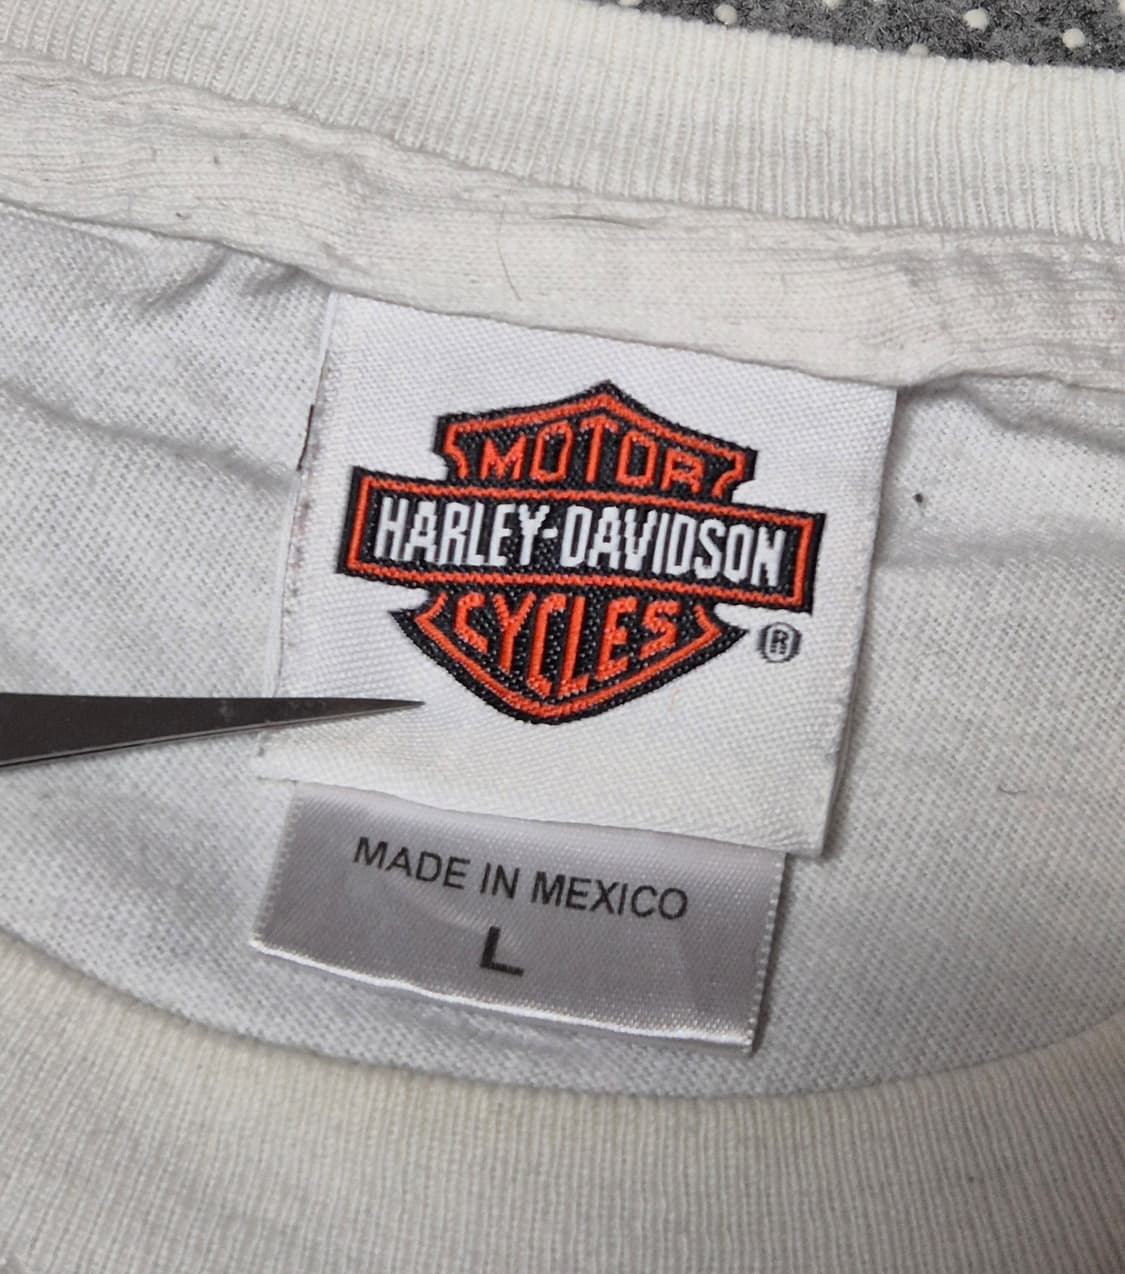 MOTOR
HARLEY-DAVIDSON
CYCLES
®
MADE IN MEXICO
L